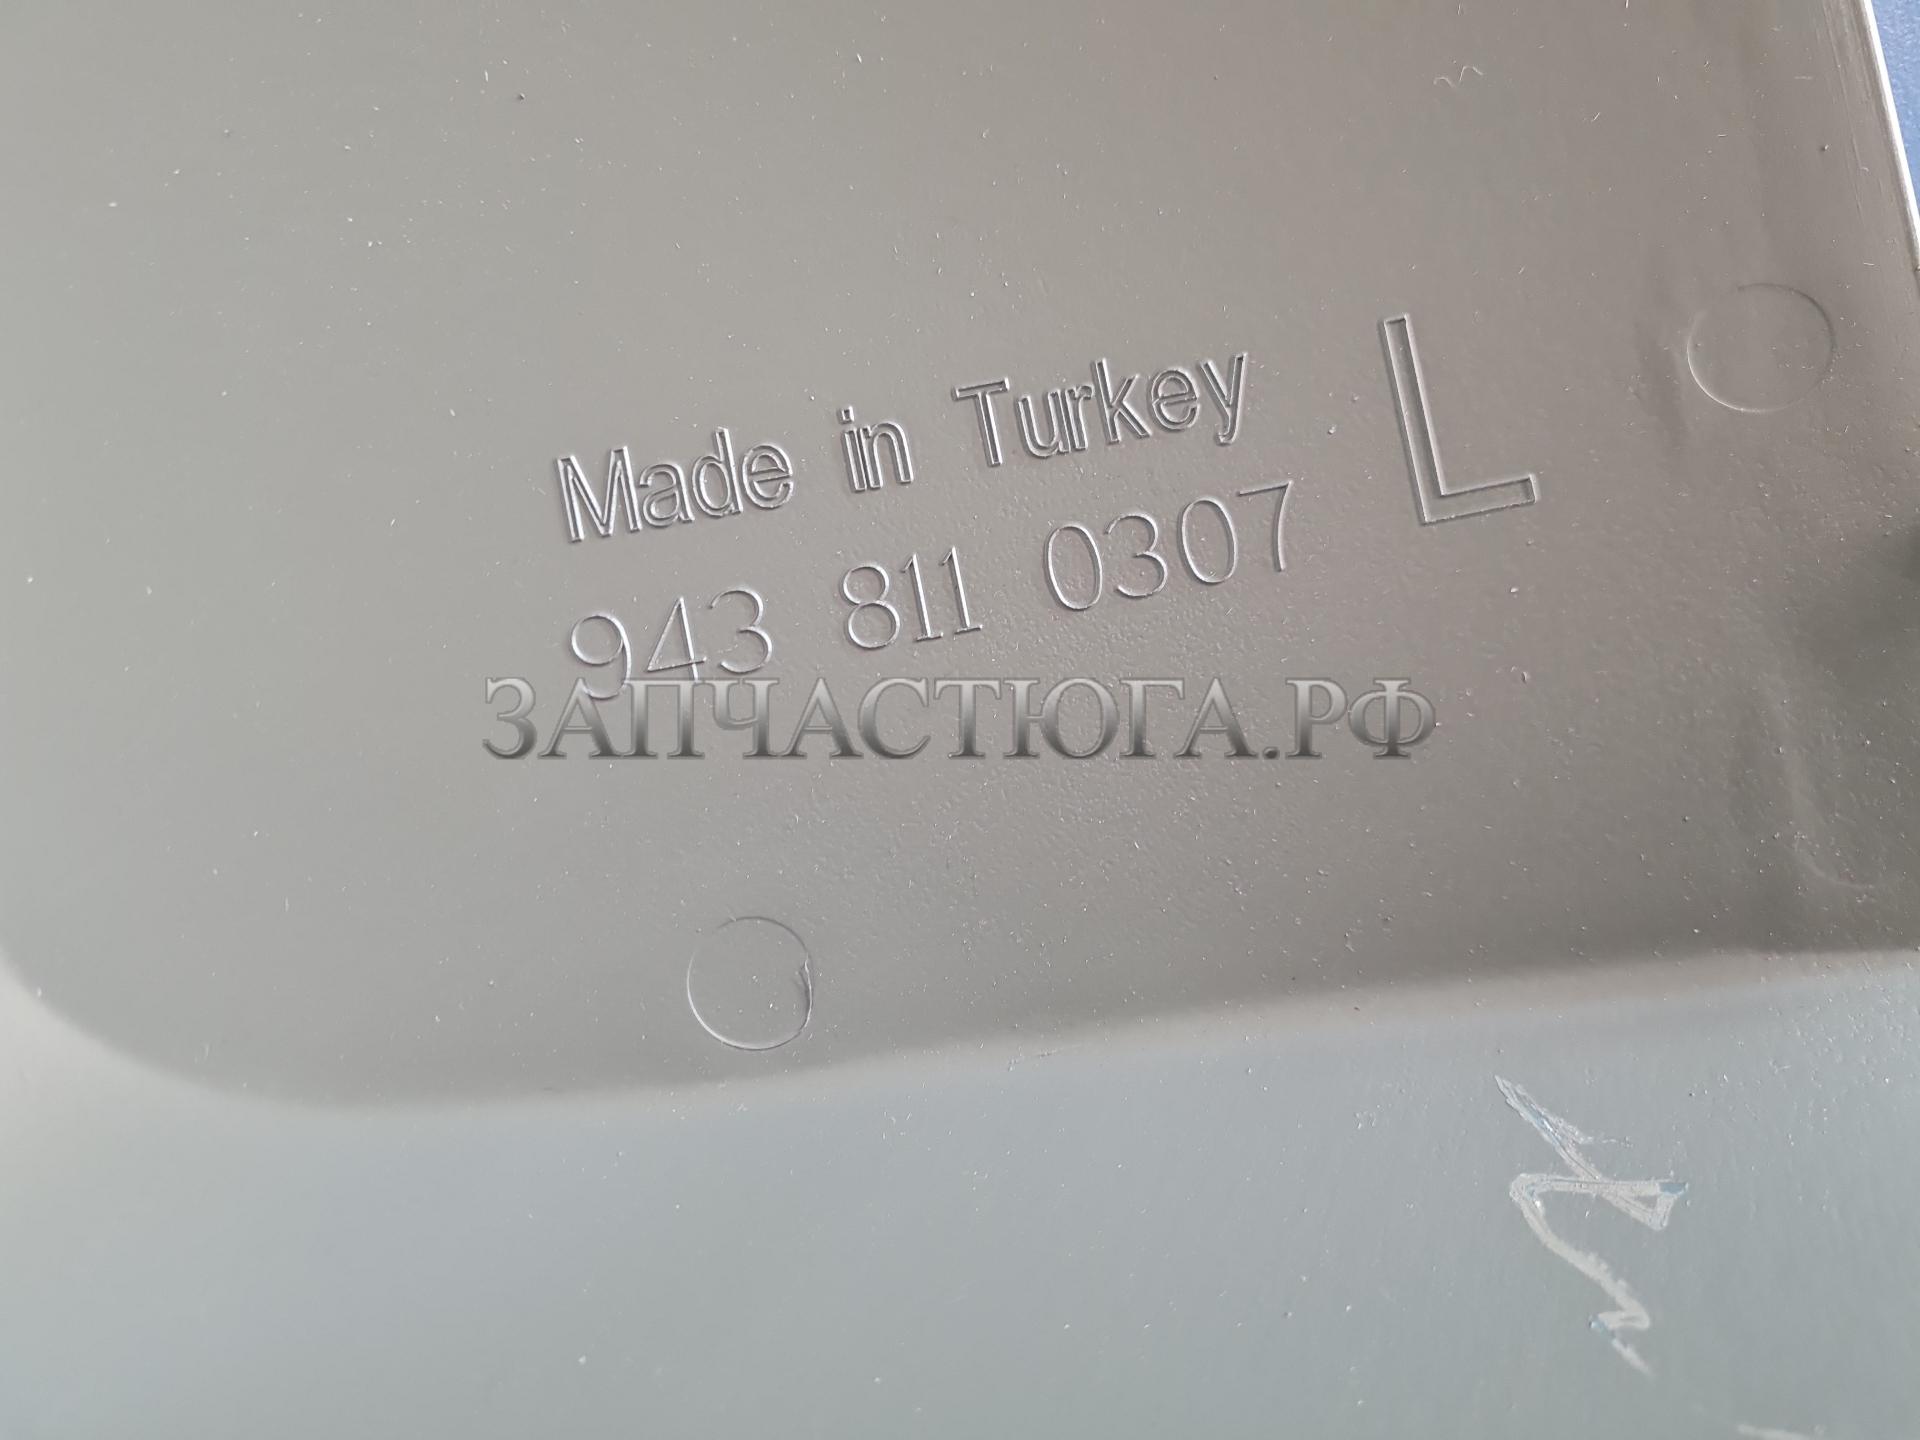 Made in Turkey L
943 811 0307
ЗАПЧАСТЮГА.РФ